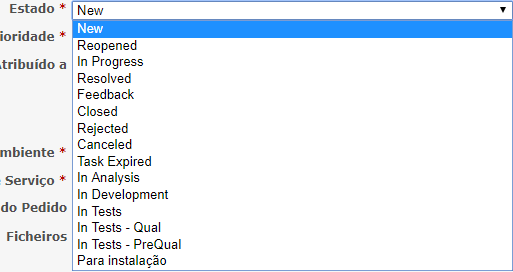 Estado * New
New
ioridade * Reopened
In Progress
Atribuído a
Resolved
Feedback
Closed
Rejected
Canceled
mbiente * Task Expired
In Analysis
Serviço *
In Development
do Pedido In Tests
In Tests - Qual
Ficheiros
In Tests - PreQual
Para instalação